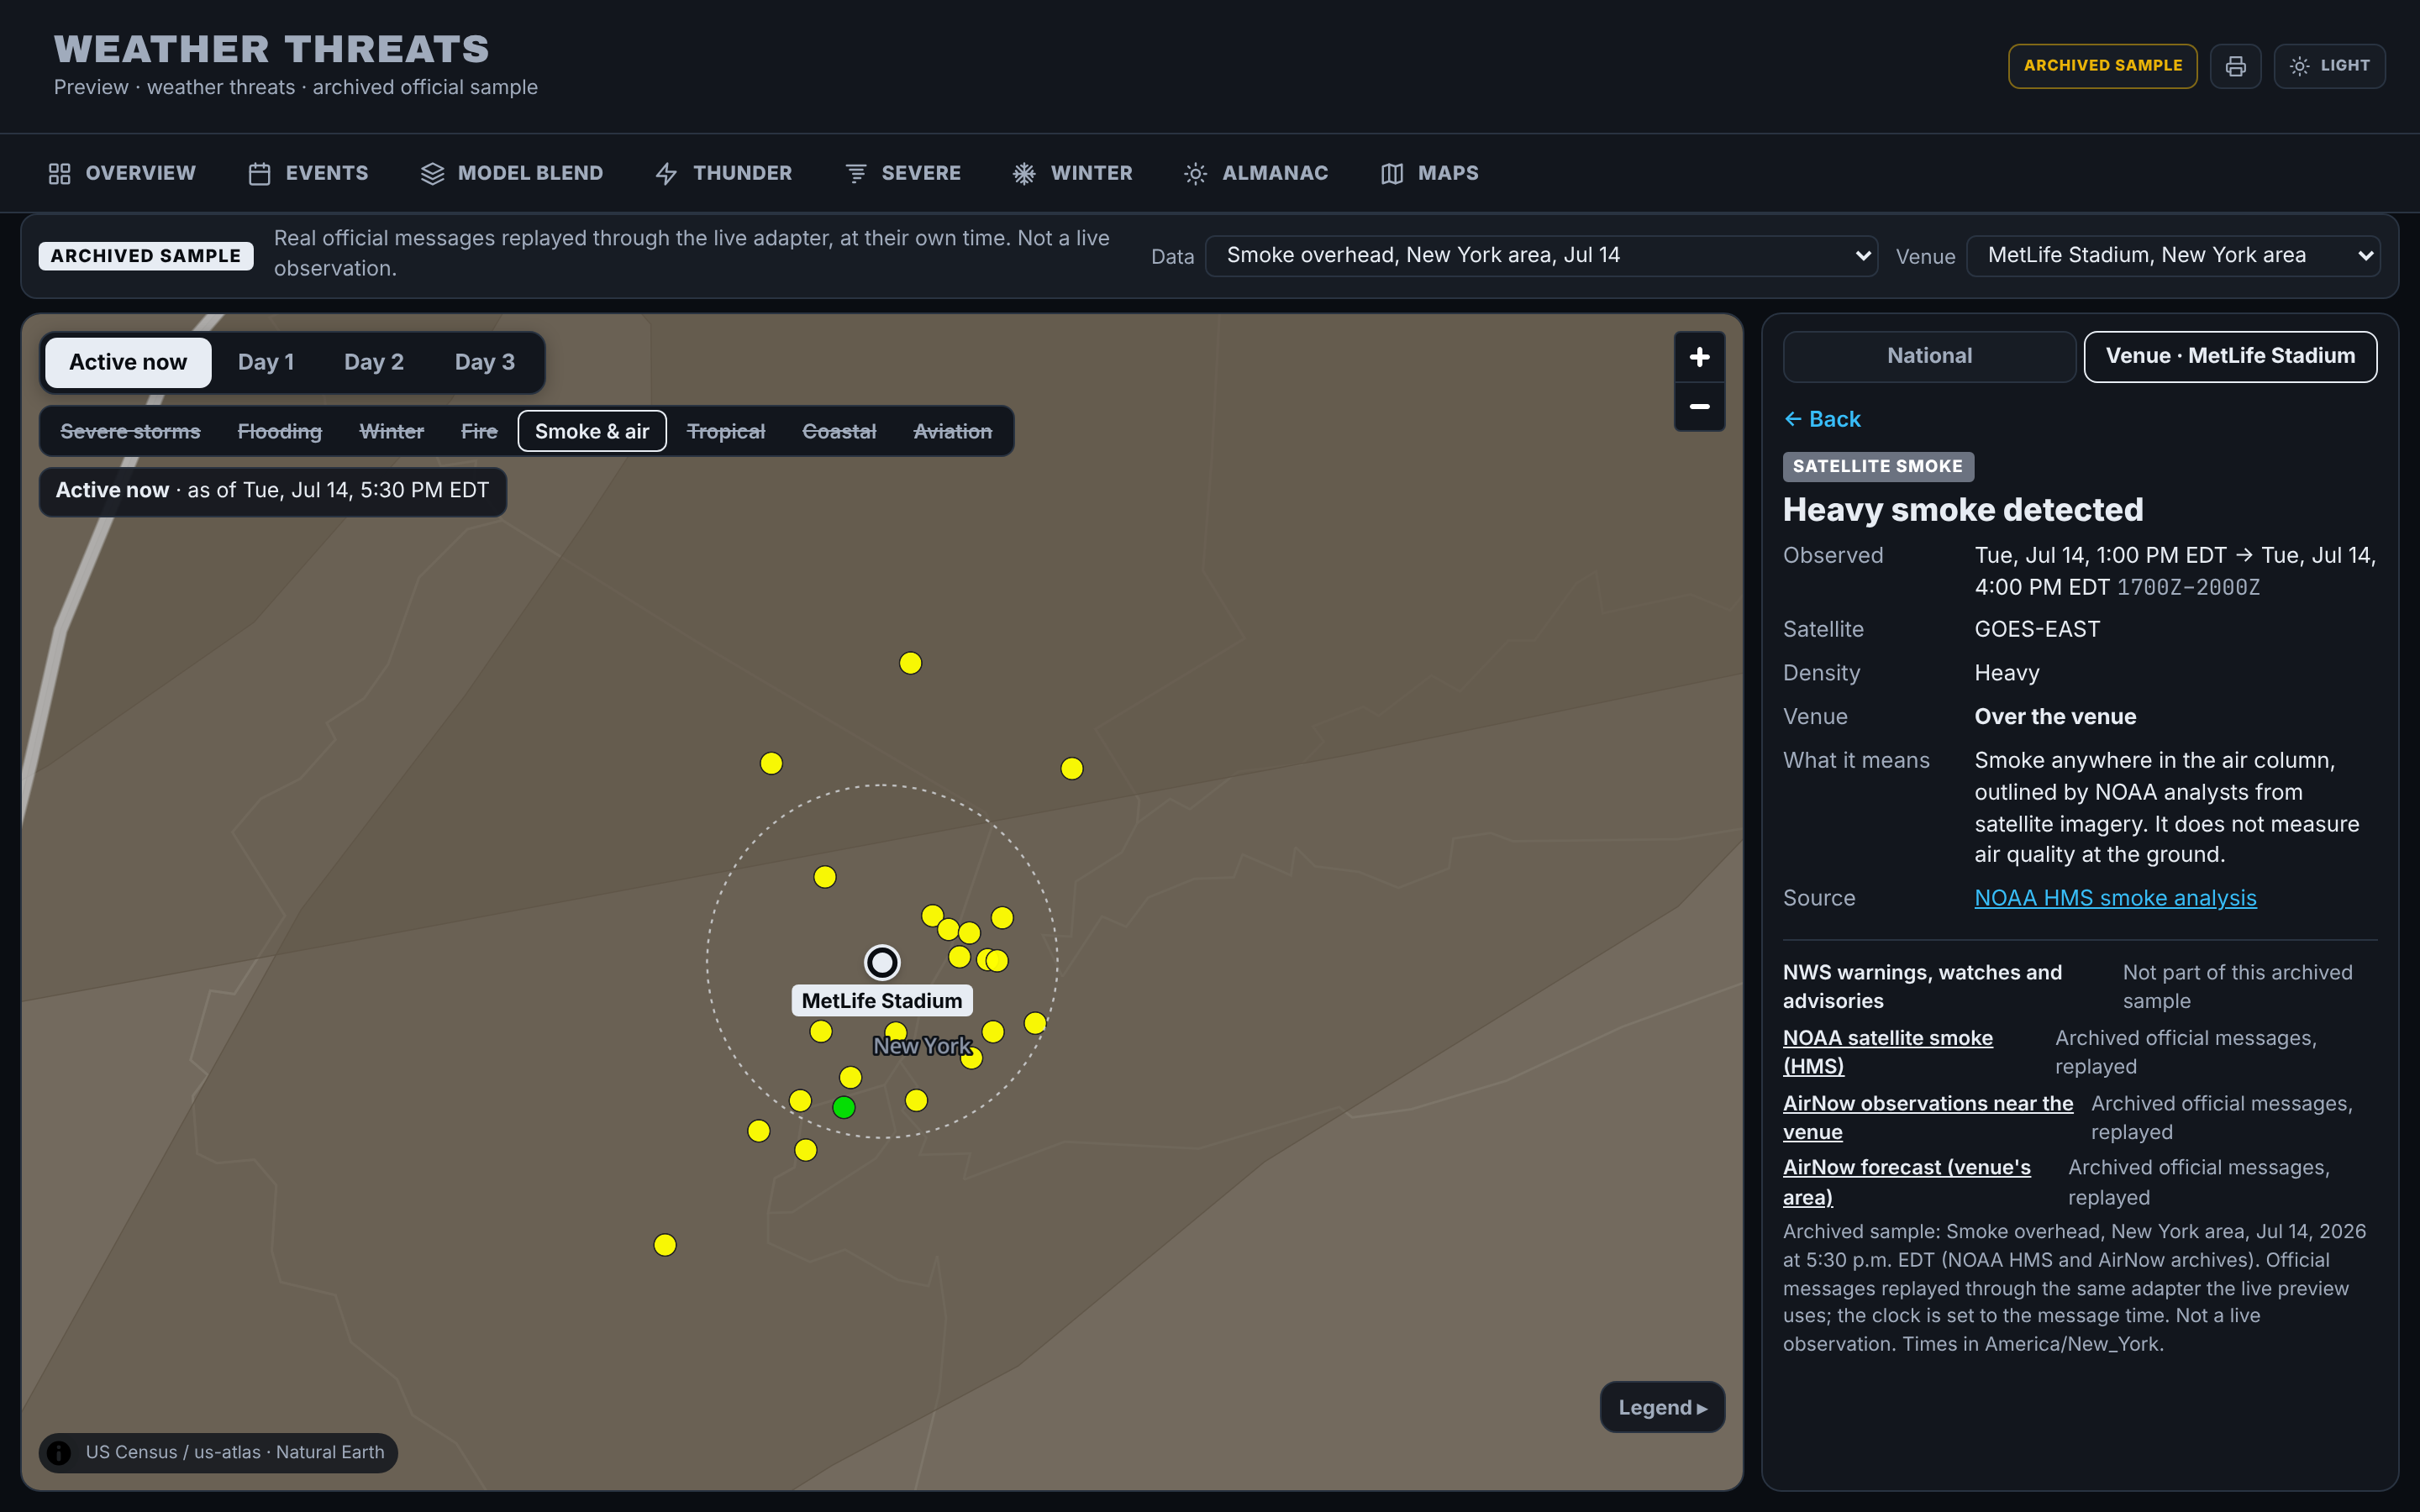 WEATHER THREATS
Preview · weather threats · archived official sample
ARCHIVED SAMPLE
LIGHT
OVERVIEW
EVENTS
MODEL BLEND
THUNDER
SEVERE
WINTER
ALMANAC
MAPS
ARCHIVED SAMPLE
Real official messages replayed through the live adapter, at their own time. Not a live
observation.
Data
Smoke overhead, New York area, Jul 14
Venue
MetLife Stadium, New York area
Active now
Day 1
Day 2
Day 3
Severe storms
Flooding
Winter
Fire
Smoke & air
Tropical
Coastal
Aviation
Active now · as of Tue, Jul 14, 5:30 PM EDT
+
−
MetLife Stadium
New York
Legend ▸
US Census / us-atlas · Natural Earth
National
Venue · MetLife Stadium
← Back
SATELLITE SMOKE
Heavy smoke detected
Observed
Tue, Jul 14, 1:00 PM EDT → Tue, Jul 14,
4:00 PM EDT 1700Z–2000Z
Satellite
GOES-EAST
Density
Heavy
Venue
Over the venue
What it means
Smoke anywhere in the air column,
outlined by NOAA analysts from
satellite imagery. It does not measure
air quality at the ground.
Source
NOAA HMS smoke analysis
NWS warnings, watches and
advisories
Not part of this archived
sample
NOAA satellite smoke
(HMS)
Archived official messages,
replayed
AirNow observations near the
venue
Archived official messages,
replayed
AirNow forecast (venue's
area)
Archived official messages,
replayed
Archived sample: Smoke overhead, New York area, Jul 14, 2026
at 5:30 p.m. EDT (NOAA HMS and AirNow archives). Official
messages replayed through the same adapter the live preview
uses; the clock is set to the message time. Not a live
observation. Times in America/New_York.